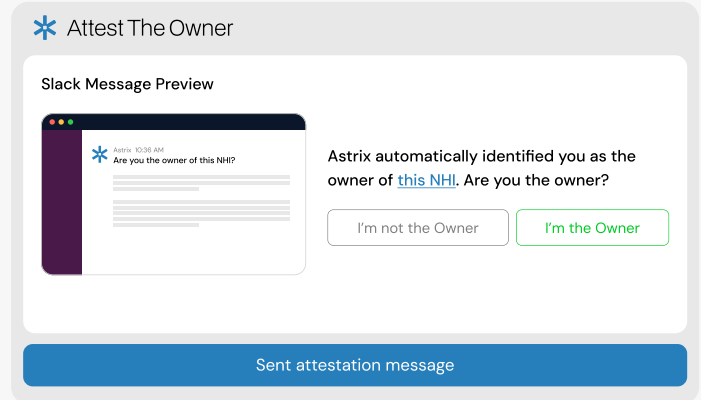 Attest The Owner
Slack Message Preview
Astrix 10:36 AM
Are you the owner of this NHI?
Astrix automatically identified you as the
owner of this NHI. Are you the owner?
I'm not the Owner
I'm the Owner
Sent attestation message